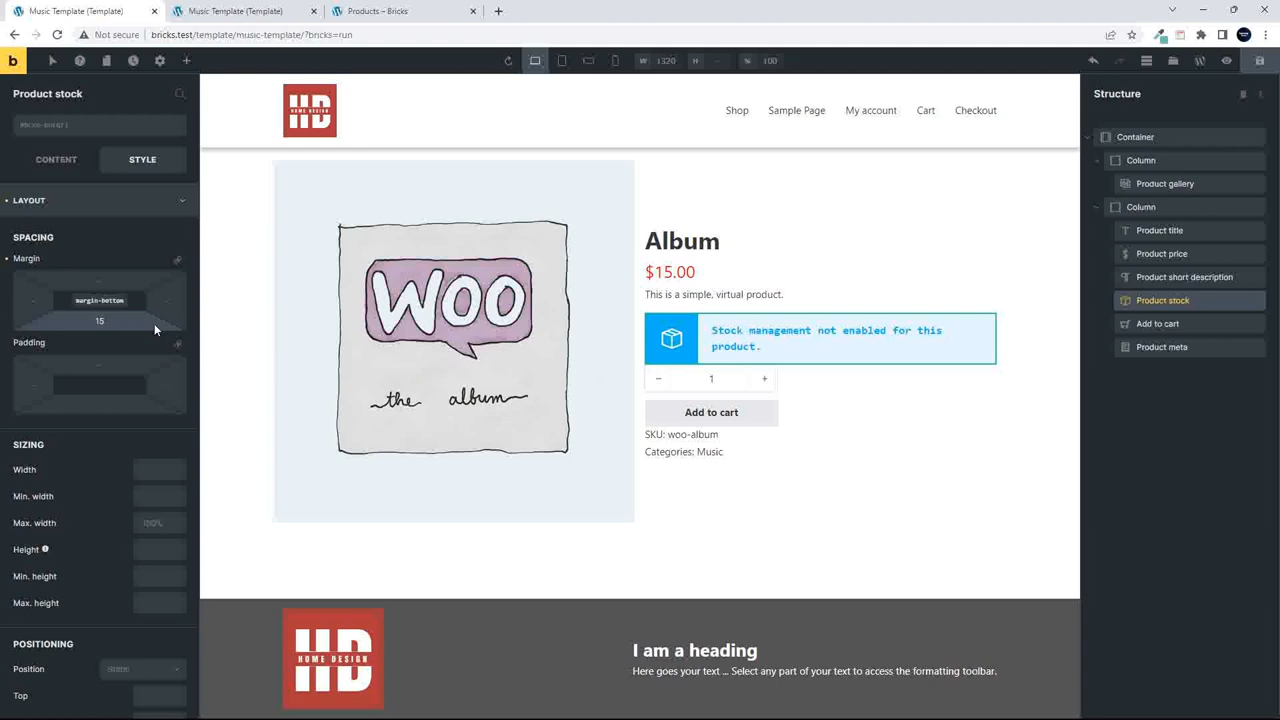 Music Template (Template)
Music Template (Template)
Products – Bricks
Not secure
bricks.test/template/music-template/?bricks=run
b
W 1320
H
% 100
Product stock
Structure
CONTENT
STYLE
LAYOUT
SPACING
Margin
margin-bottom
15
Padding
SIZING
Width
Min. width
Max. width
100%
Height
Min. height
Max. height
POSITIONING
Position
Static
Top
HD
HOME DESIGN
Shop
Sample Page
My account
Cart
Checkout
WOO
the album
Album
$15.00
This is a simple, virtual product.
Stock management not enabled for this
product.
− 1 +
Add to cart
SKU: woo-album
Categories: Music
HD
HOME DESIGN
I am a heading
Here goes your text ... Select any part of your text to access the formatting toolbar.
Container
Column
Product gallery
Column
Product title
Product price
Product short description
Product stock
Add to cart
Product meta